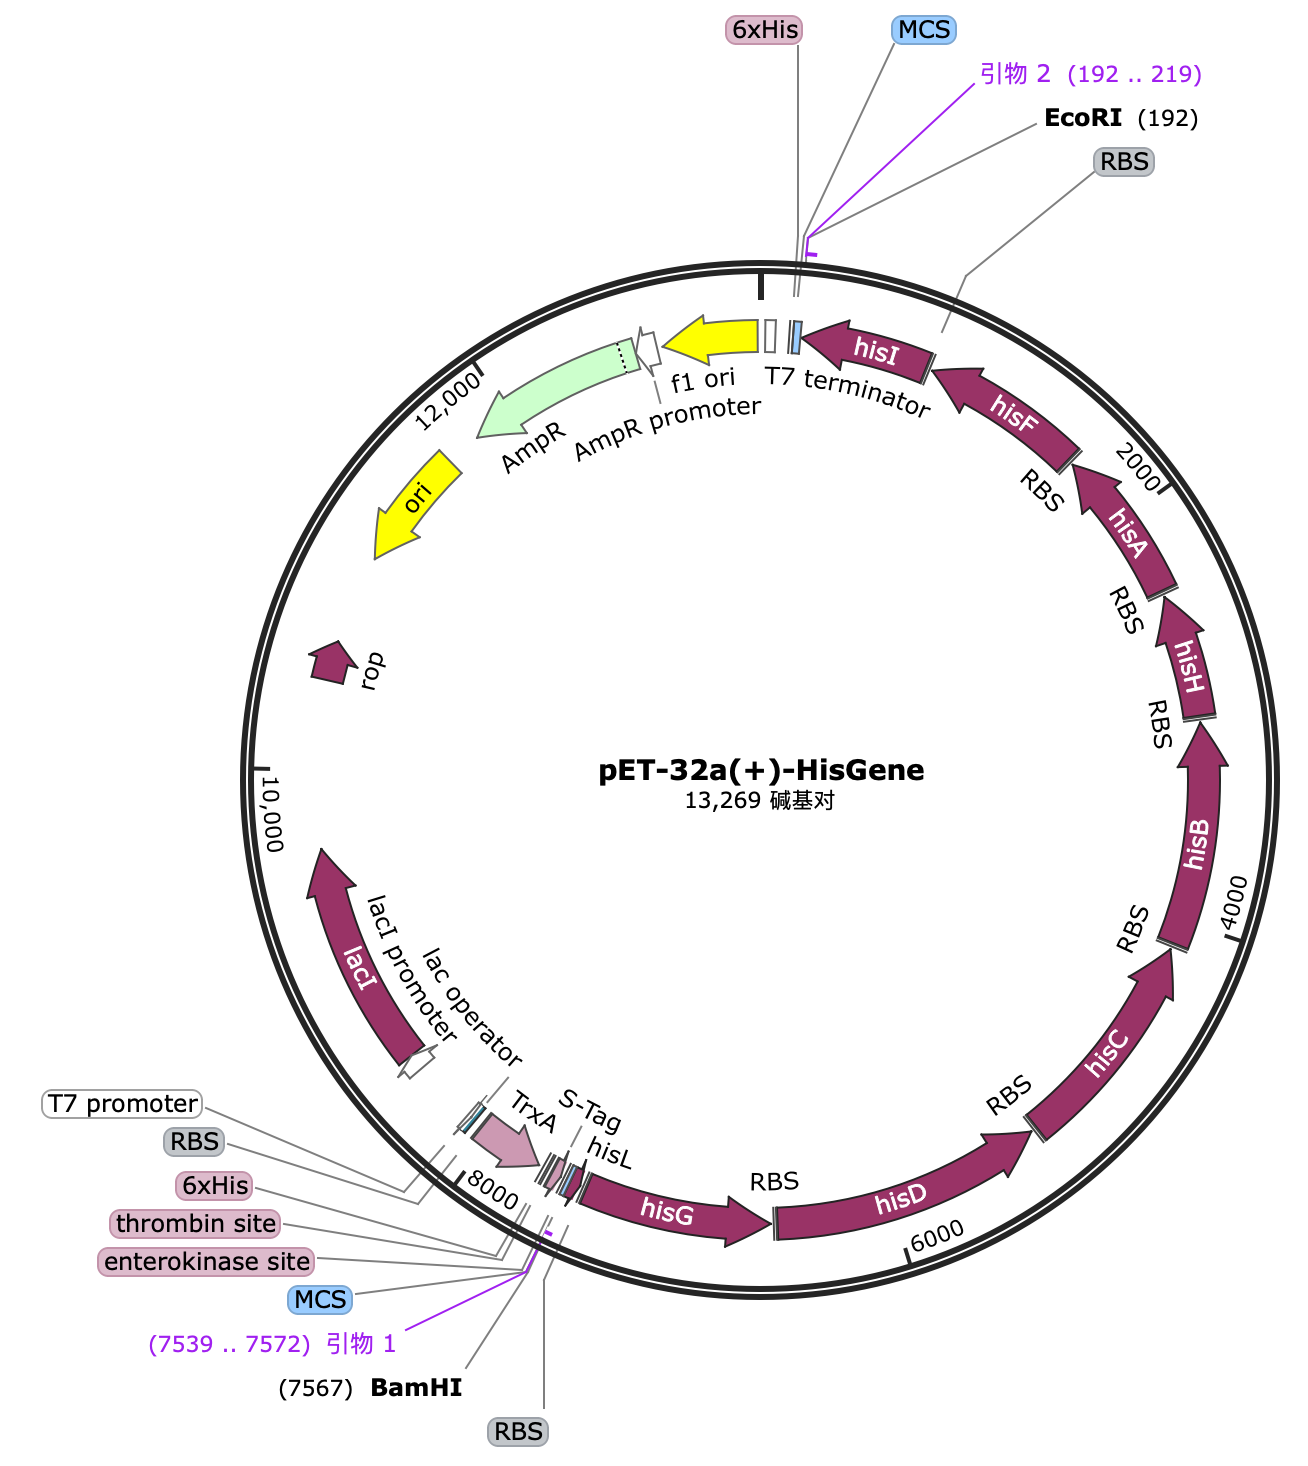 6xHis
MCS
引物 2 (192 .. 219)
EcoRI (192)
RBS
hisI
hisF
f1 ori
T7 terminator
AmpR promoter
AmpR
12,000
2000
RBS
ori
hisA
RBS
hisH
rop
RBS
pET-32a(+)-HisGene
13,269 碱基对
10,000
hisB
4000
RBS
lacI promoter
lacI
lac operator
hisC
RBS
T7 promoter
TrxA
S-Tag
RBS
hisL
8000
RBS
6xHis
hisG
hisD
thrombin site
6000
enterokinase site
MCS
(7539 .. 7572) 引物 1
(7567) BamHI
RBS